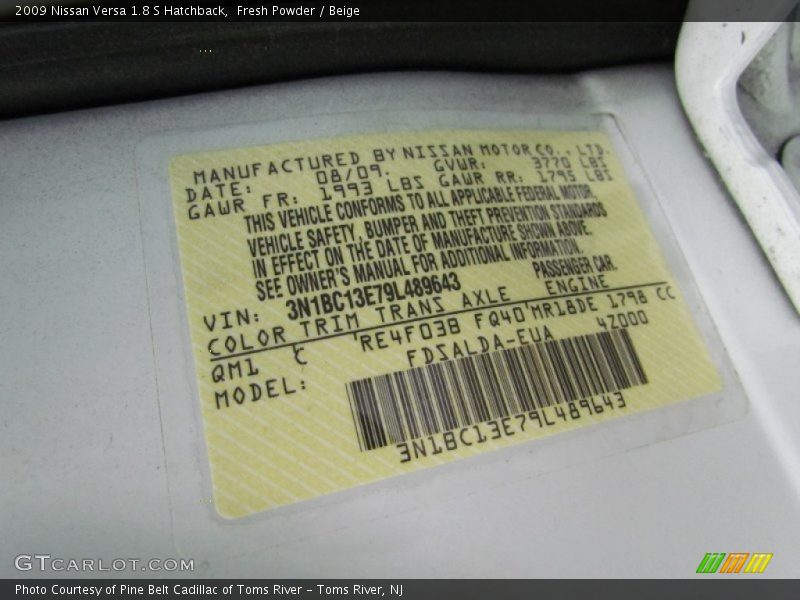 2009 Nissan Versa 1.8 S Hatchback,  Fresh Powder / Beige
MANUFACTURED BY NISSAN MOTOR CO., LTD
DATE: 08/09. GVWR: 3770 LBS
GAUR FR: 1993 LBS GAUR RR: 1795 LBS
THIS VEHICLE CONFORMS TO ALL APPLICABLE FEDERAL MOTOR
VEHICLE SAFETY, BUMPER AND THEFT PREVENTION STANDARDS
IN EFFECT ON THE DATE OF MANUFACTURE SHOWN ABOVE.
SEE OWNER'S MANUAL FOR ADDITIONAL INFORMATION.
VIN: 3N1BC13E79L489643 PASSENGER CAR.
COLOR TRIM TRANS AXLE ENGINE
QM1 C RE4F03B FQ40 MR18DE 1798 CC
MODEL: FDSALDA-EUA 42000
3N1BC13E79L489643
GTCARLOT.COM
Photo Courtesy of Pine Belt Cadillac of Toms River – Toms River, NJ